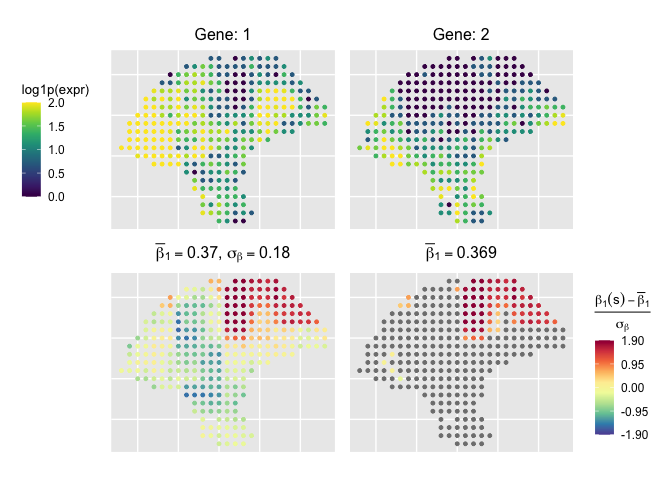 Gene: 1
Gene: 2
log1p(expr)
2.0
1.5
1.0
0.5
0.0
β̅₁ = 0.37, σᵦ = 0.18
β̅₁ = 0.369
β₁(s) − β̅₁
σᵦ
1.90
0.95
0.00
-0.95
-1.90